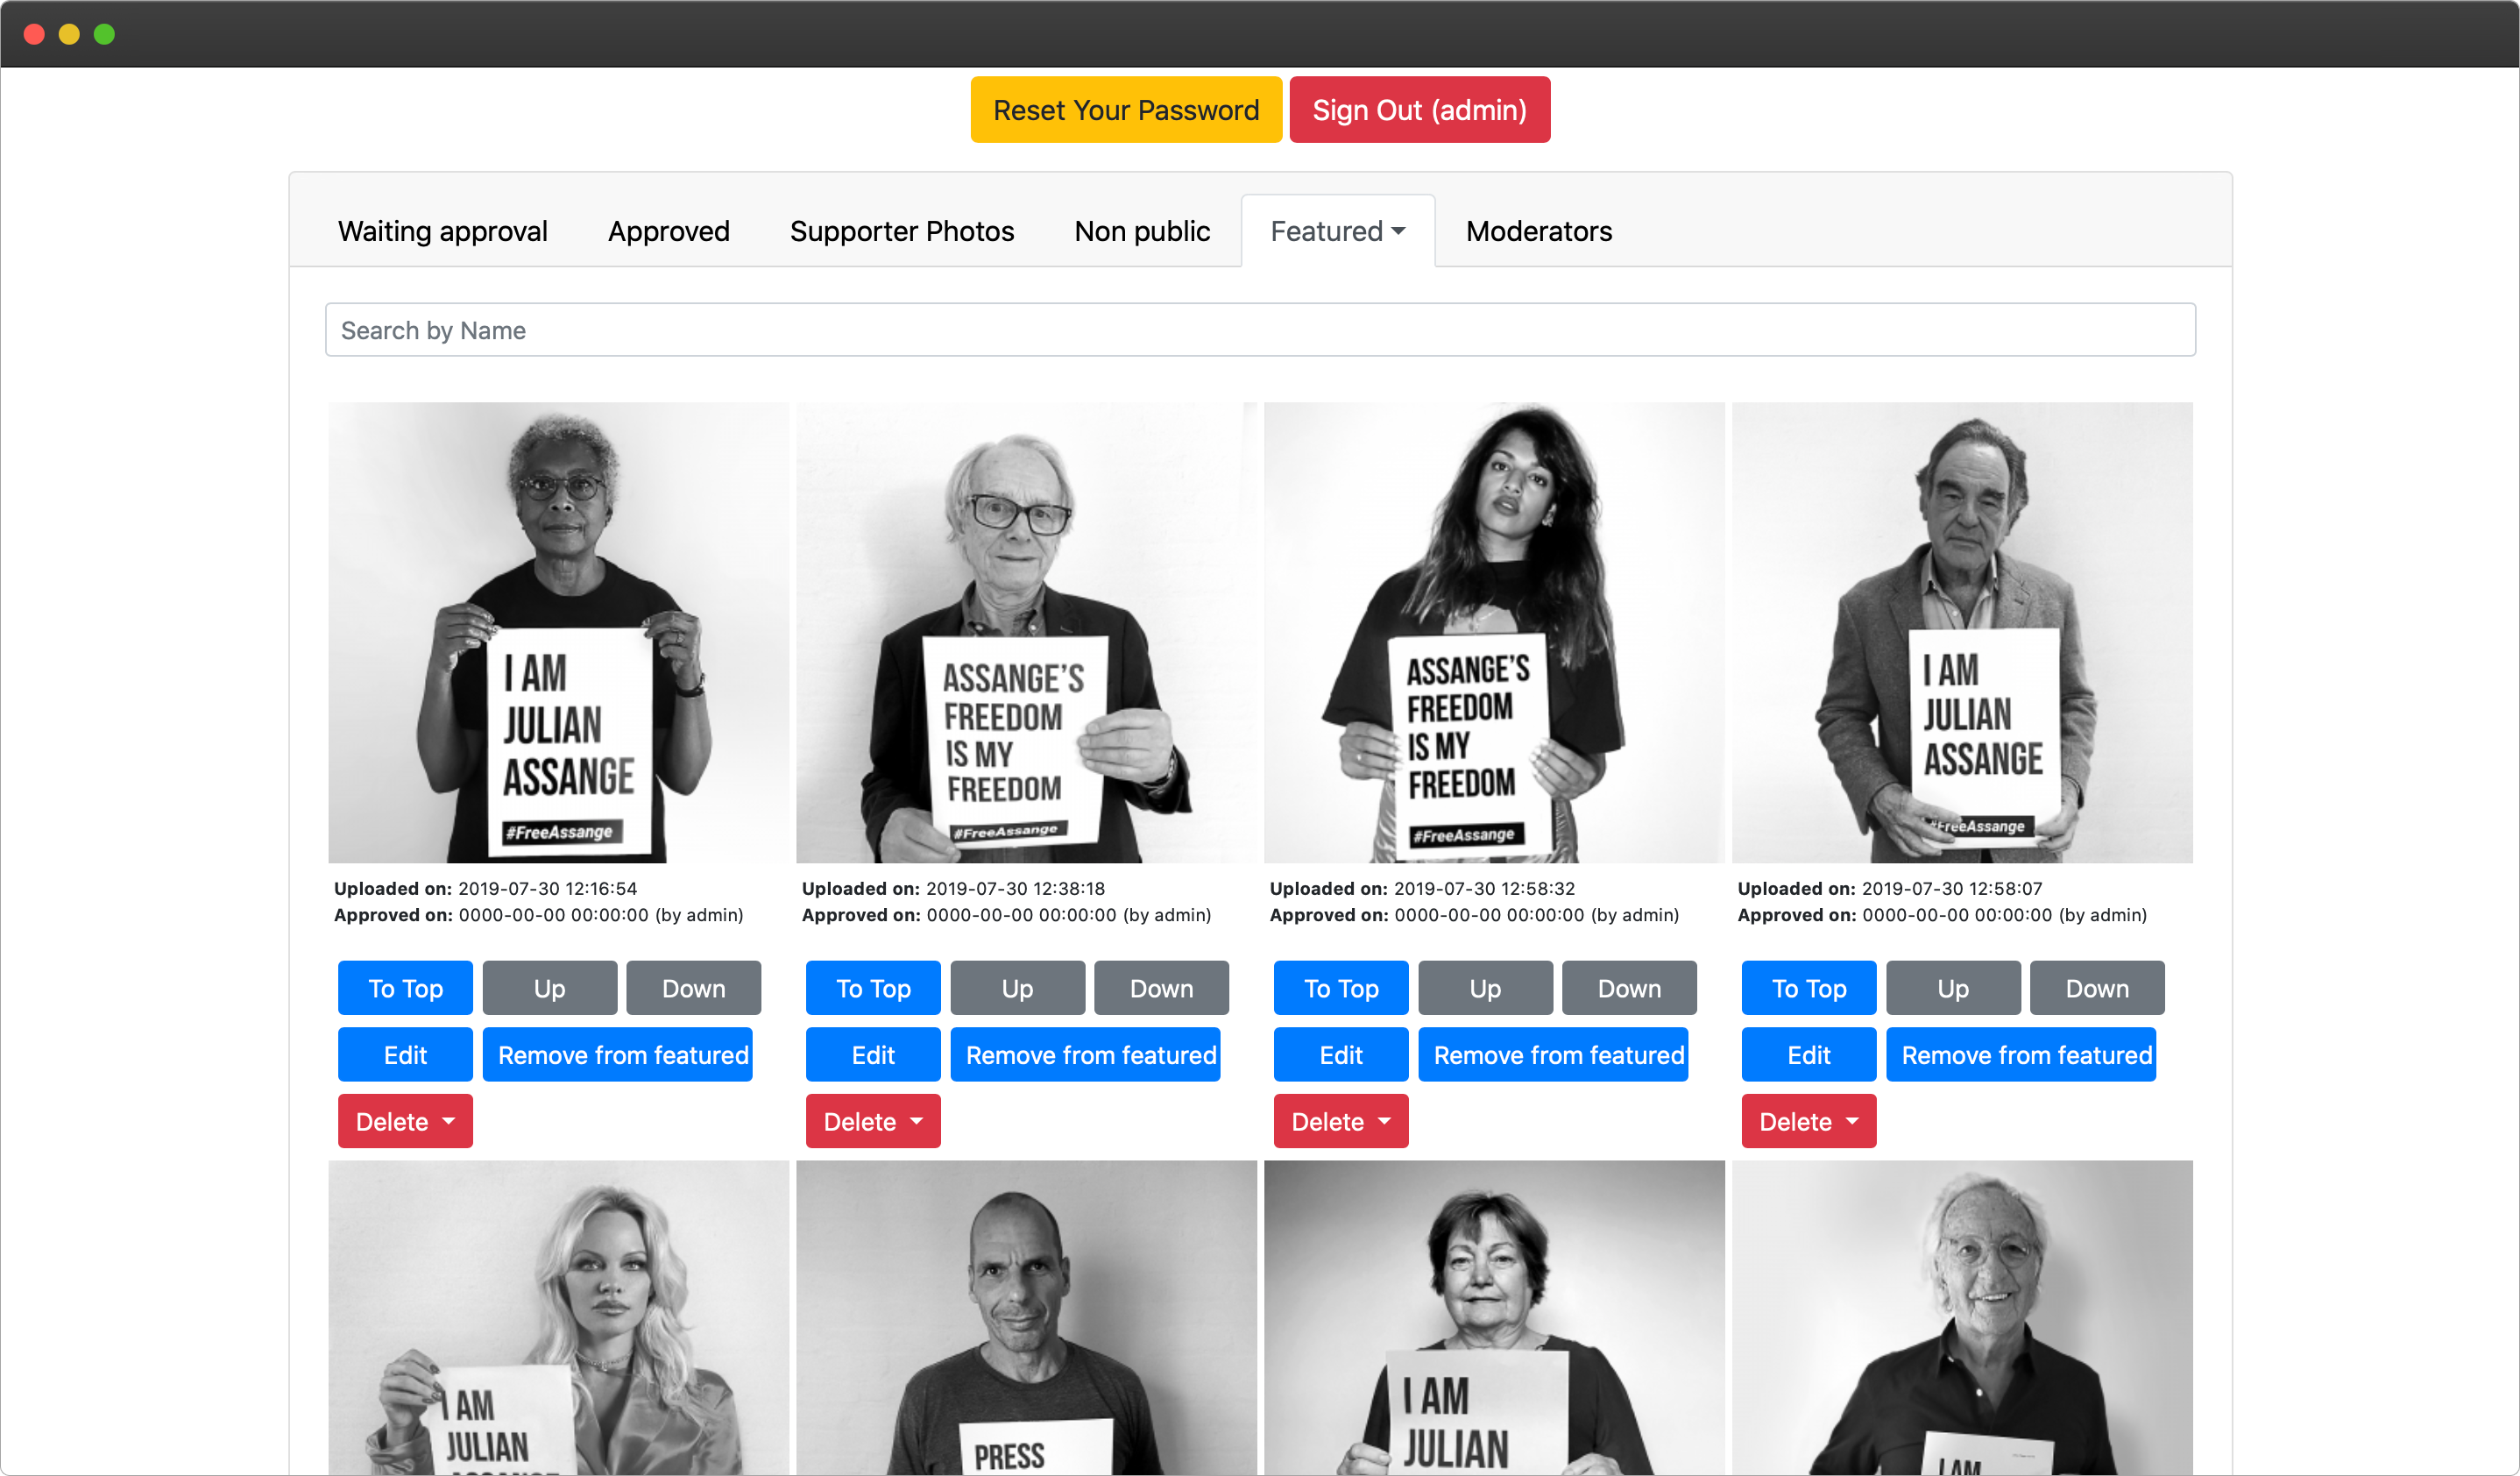 Reset Your Password
Sign Out (admin)
Waiting approval
Approved
Supporter Photos
Non public
Featured
Moderators
Search by Name
I AM
JULIAN
ASSANGE
#FreeAssange
ASSANGE'S
FREEDOM
IS MY
FREEDOM
#FreeAssange
ASSANGE'S
FREEDOM
IS MY
FREEDOM
#FreeAssange
I AM
JULIAN
ASSANGE
#FreeAssange
Uploaded on: 2019-07-30 12:16:54
Approved on: 0000-00-00 00:00:00 (by admin)
Uploaded on: 2019-07-30 12:38:18
Approved on: 0000-00-00 00:00:00 (by admin)
Uploaded on: 2019-07-30 12:58:32
Approved on: 0000-00-00 00:00:00 (by admin)
Uploaded on: 2019-07-30 12:58:07
Approved on: 0000-00-00 00:00:00 (by admin)
To Top
Up
Down
To Top
Up
Down
To Top
Up
Down
To Top
Up
Down
Edit
Remove from featured
Edit
Remove from featured
Edit
Remove from featured
Edit
Remove from featured
Delete
Delete
Delete
Delete
I AM
JULIAN
PRESS
I AM
JULIAN
I AM